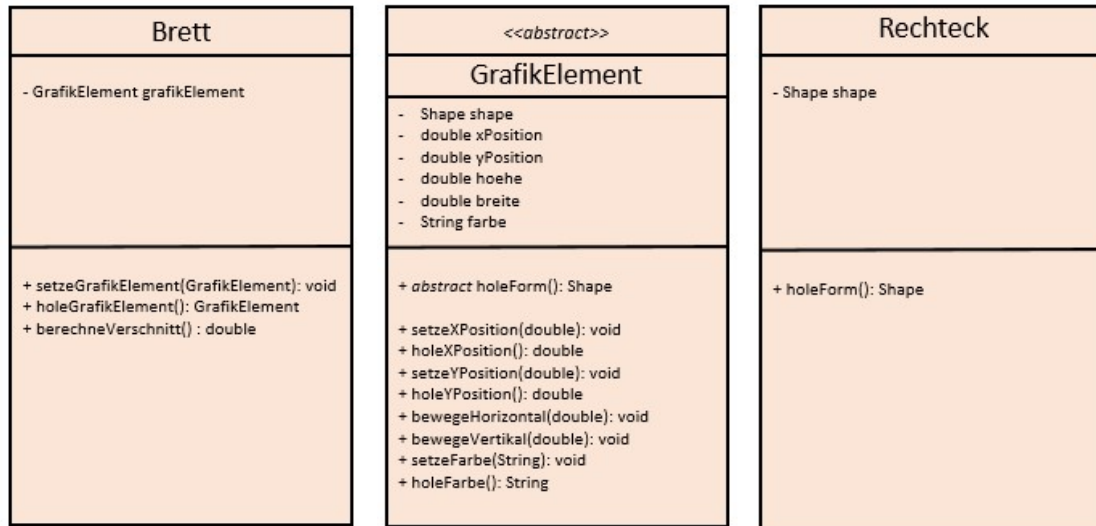 Brett
- GrafikElement grafikElement
+ setzeGrafikElement(GrafikElement): void
+ holeGrafikElement(): GrafikElement
+ berechneVerschnitt() : double
<<abstract>>
GrafikElement
- Shape shape
- double xPosition
- double yPosition
- double hoehe
- double breite
- String farbe
+ abstract holeForm(): Shape
+ setzeXPosition(double): void
+ holeXPosition(): double
+ setzeYPosition(double): void
+ holeYPosition(): double
+ bewegeHorizontal(double): void
+ bewegeVertikal(double): void
+ setzeFarbe(String): void
+ holeFarbe(): String
Rechteck
- Shape shape
+ holeForm(): Shape